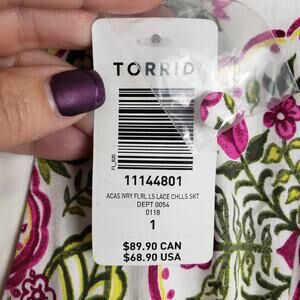 TORRID
FL_800
11144801
ACAS IVRY FLRL LS LACE CHLLS SKT
DEPT 0054
0118
1
$89.90 CAN
$68.90 USA